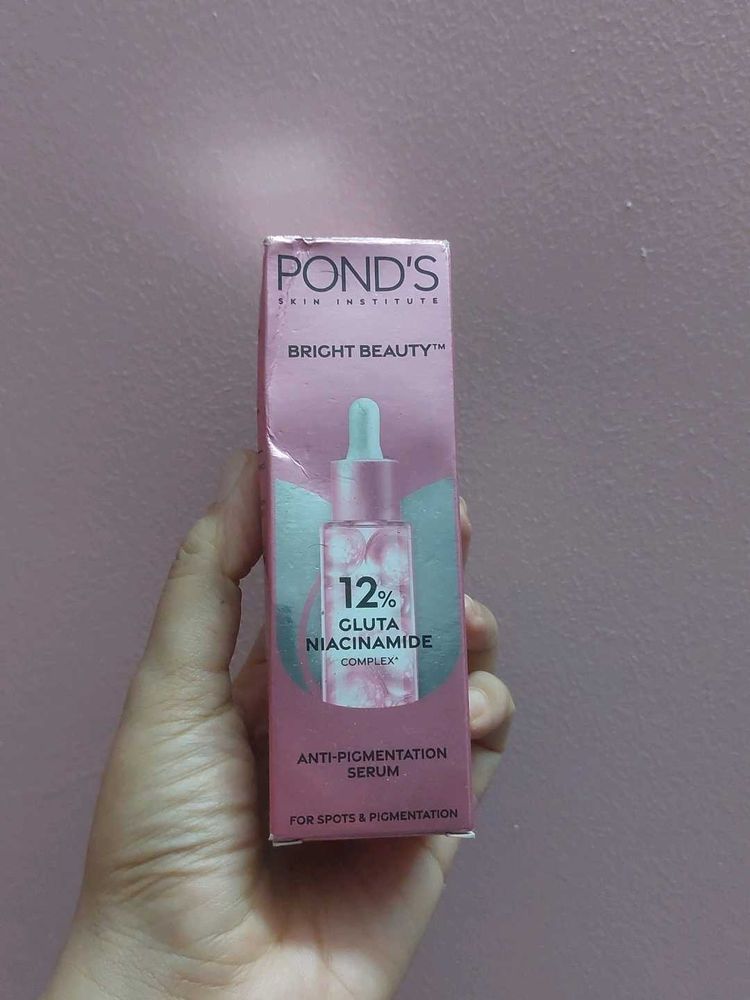 POND'S
SKIN INSTITUTE
BRIGHT BEAUTY™
12%
GLUTA
NIACINAMIDE
COMPLEX*
ANTI-PIGMENTATION
SERUM
FOR SPOTS & PIGMENTATION